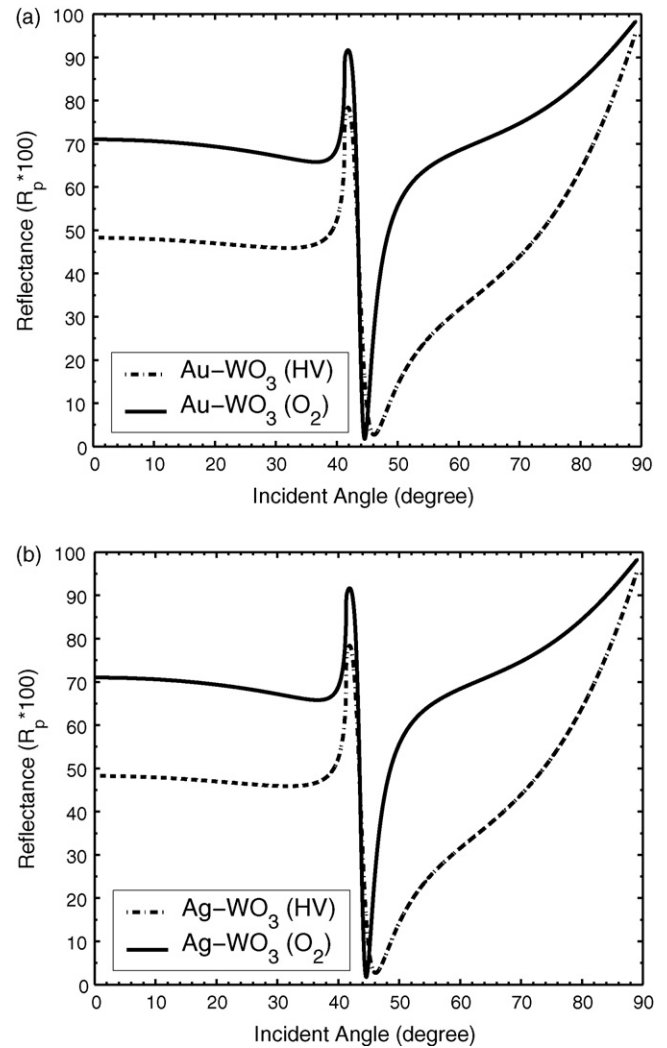 (a)
100
90
80
70
60
50
40
30
20
10
0
Reflectance (R_p*100)
Au–WO_3 (HV)
Au–WO_3 (O_2)
0 10 20 30 40 50 60 70 80 90
Incident Angle (degree)
(b)
100
90
80
70
60
50
40
30
20
10
0
Reflectance (R_p*100)
Ag–WO_3 (HV)
Ag–WO_3 (O_2)
0 10 20 30 40 50 60 70 80 90
Incident Angle (degree)